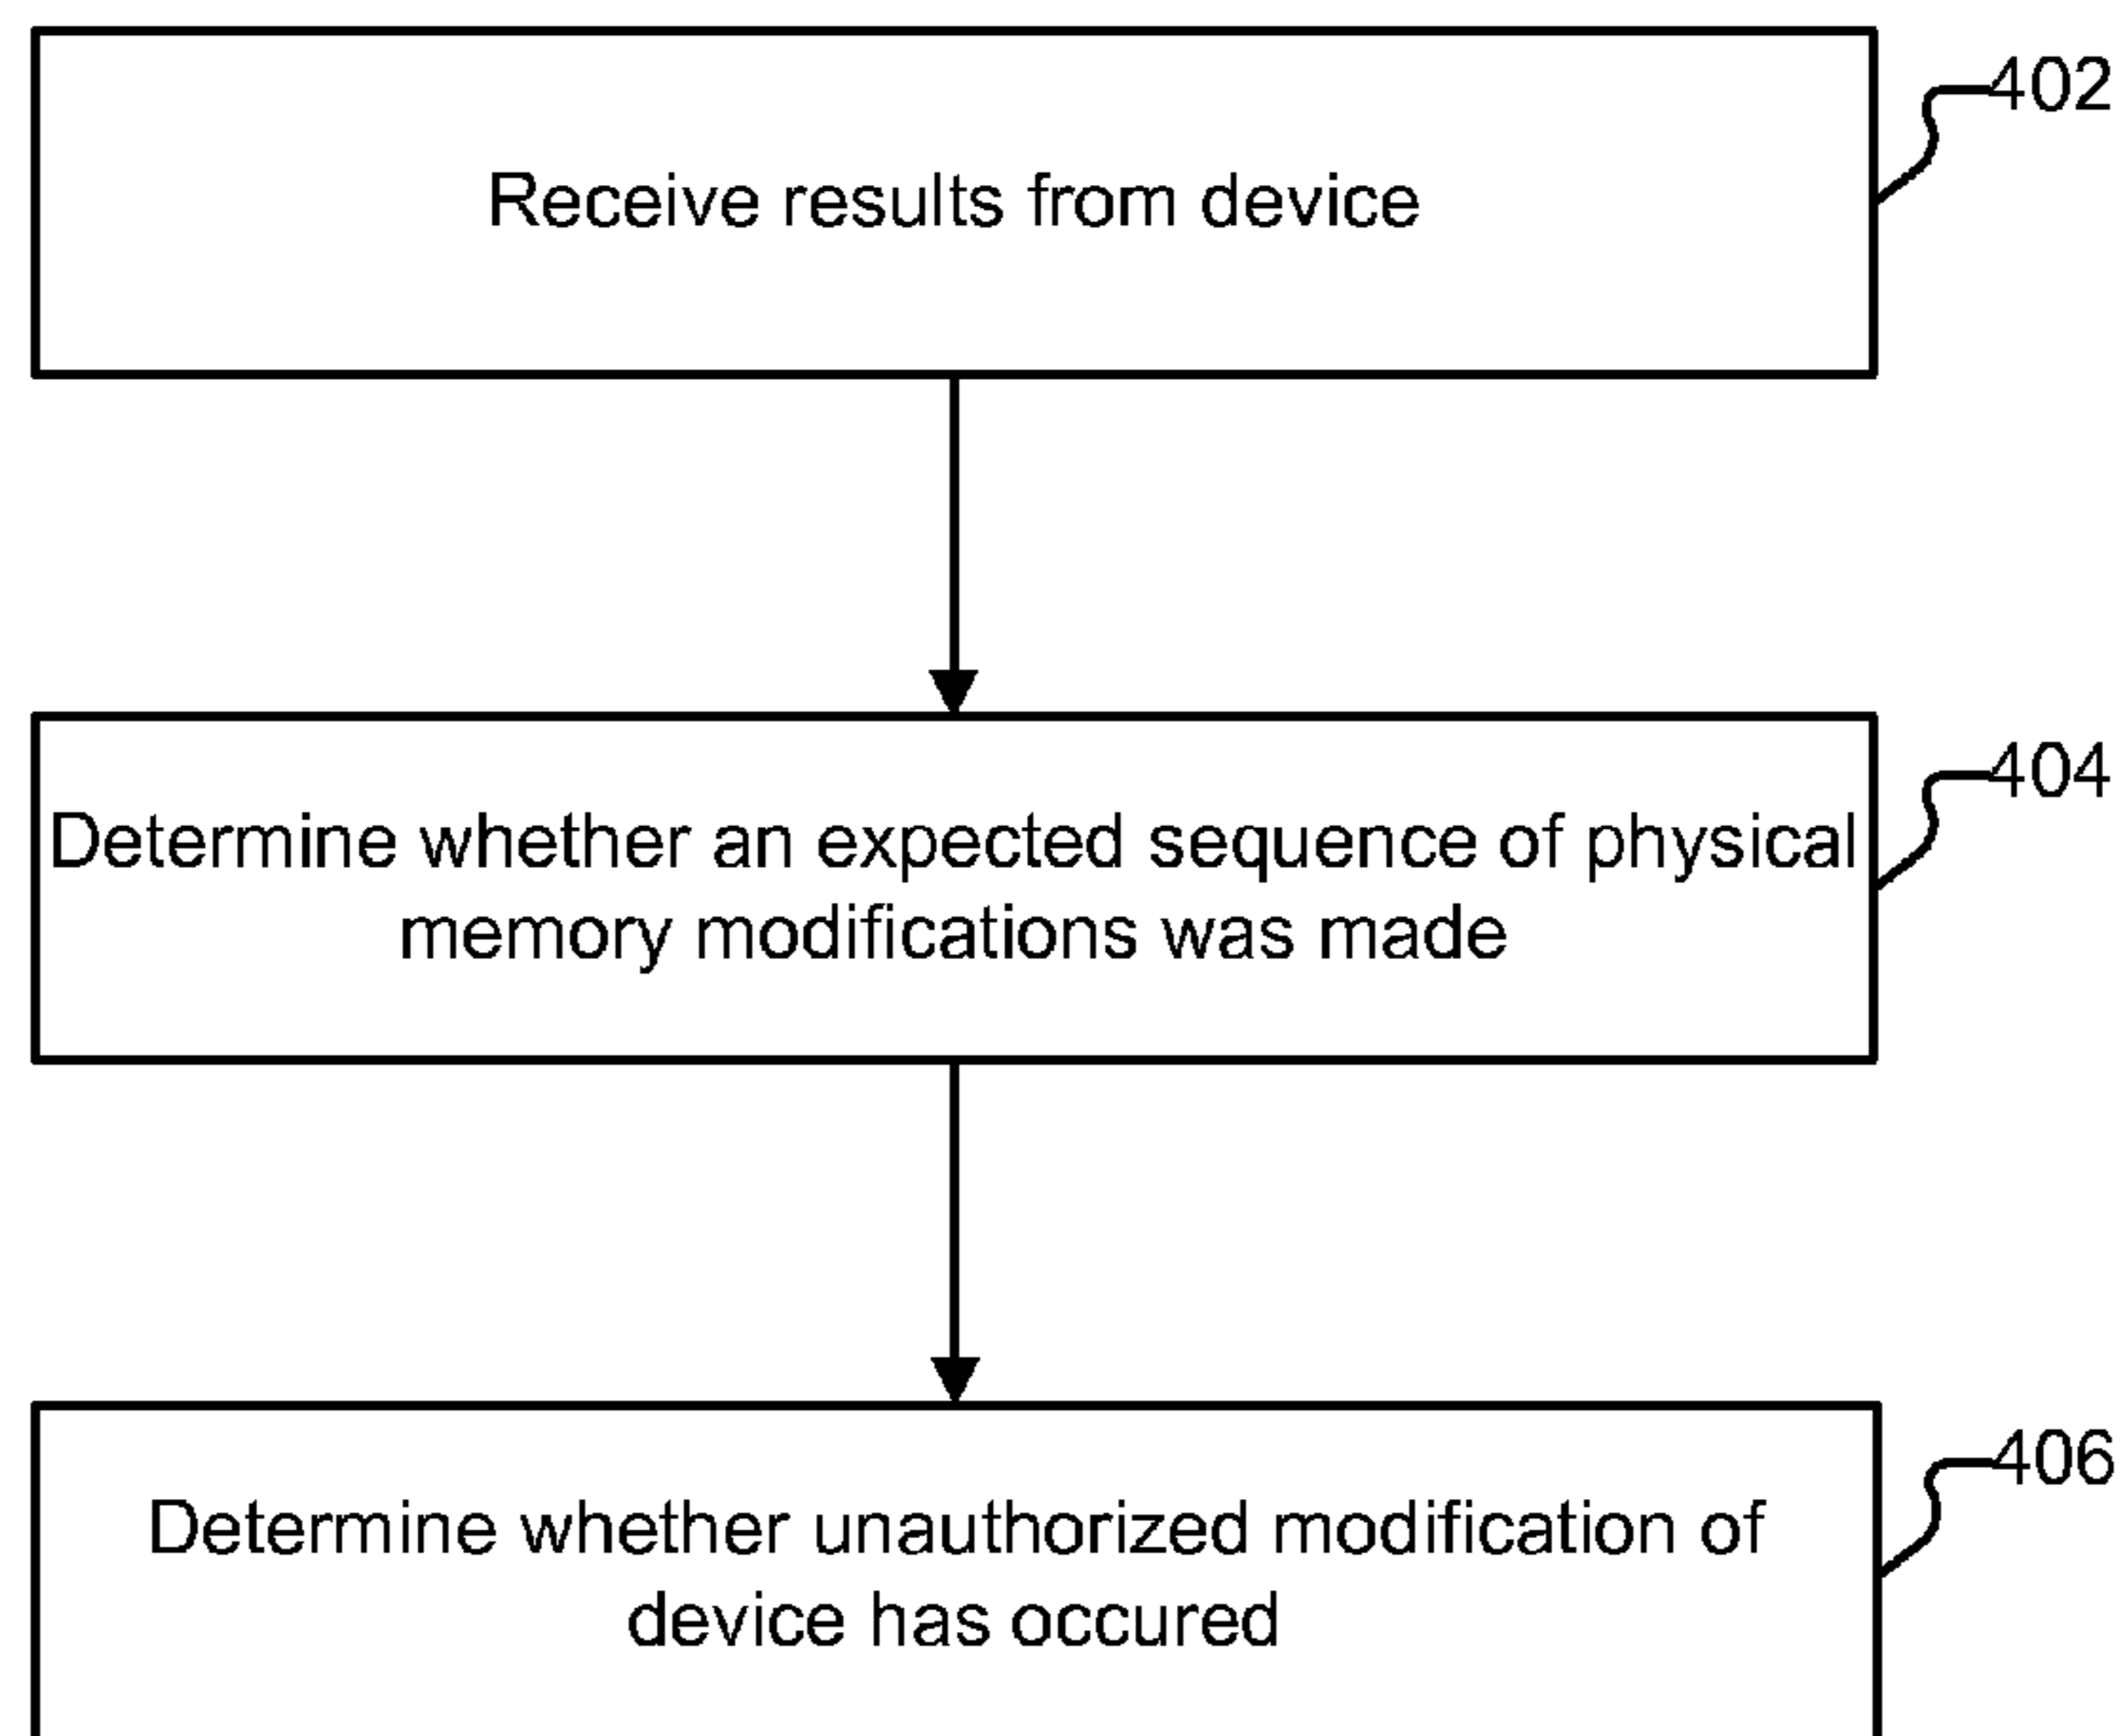 402
Receive results from device
404
Determine whether an expected sequence of physical
memory modifications was made
406
Determine whether unauthorized modification of
device has occured